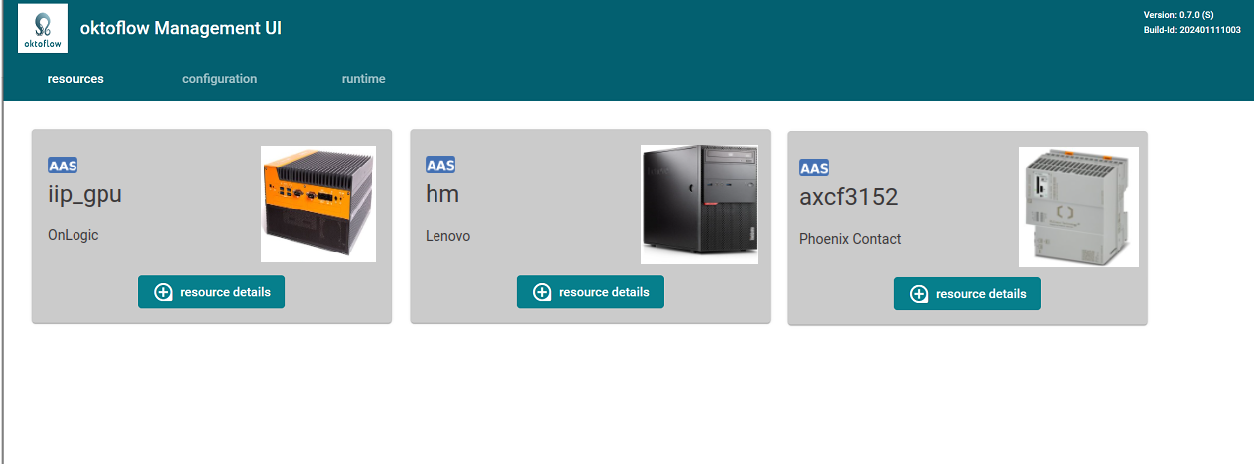 oktoflow
oktoflow Management UI
Version: 0.7.0 (S)
Build-Id: 202401111003
resources
configuration
runtime
AAS
iip_gpu
OnLogic
resource details
AAS
hm
Lenovo
resource details
AAS
axcf3152
Phoenix Contact
resource details